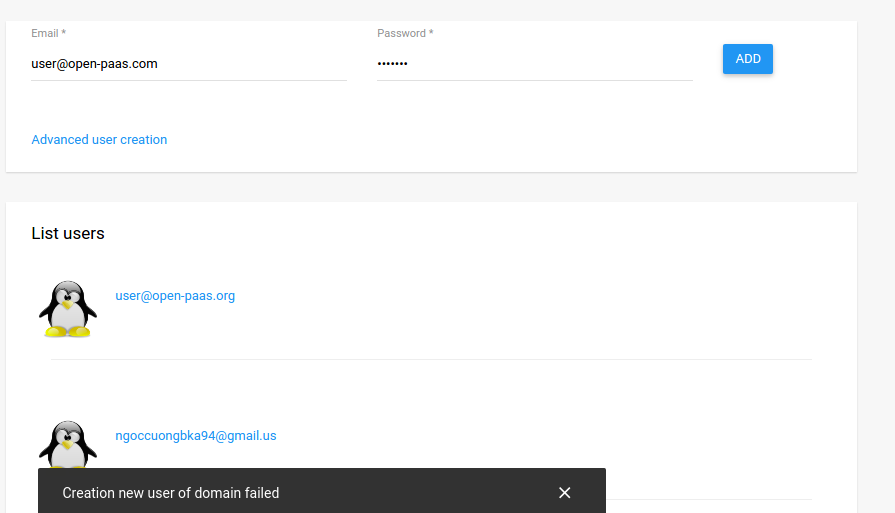 Email *
Password *
user@open-paas.com
•••••••
ADD
Advanced user creation
List users
user@open-paas.org
ngoccuongbka94@gmail.us
Creation new user of domain failed